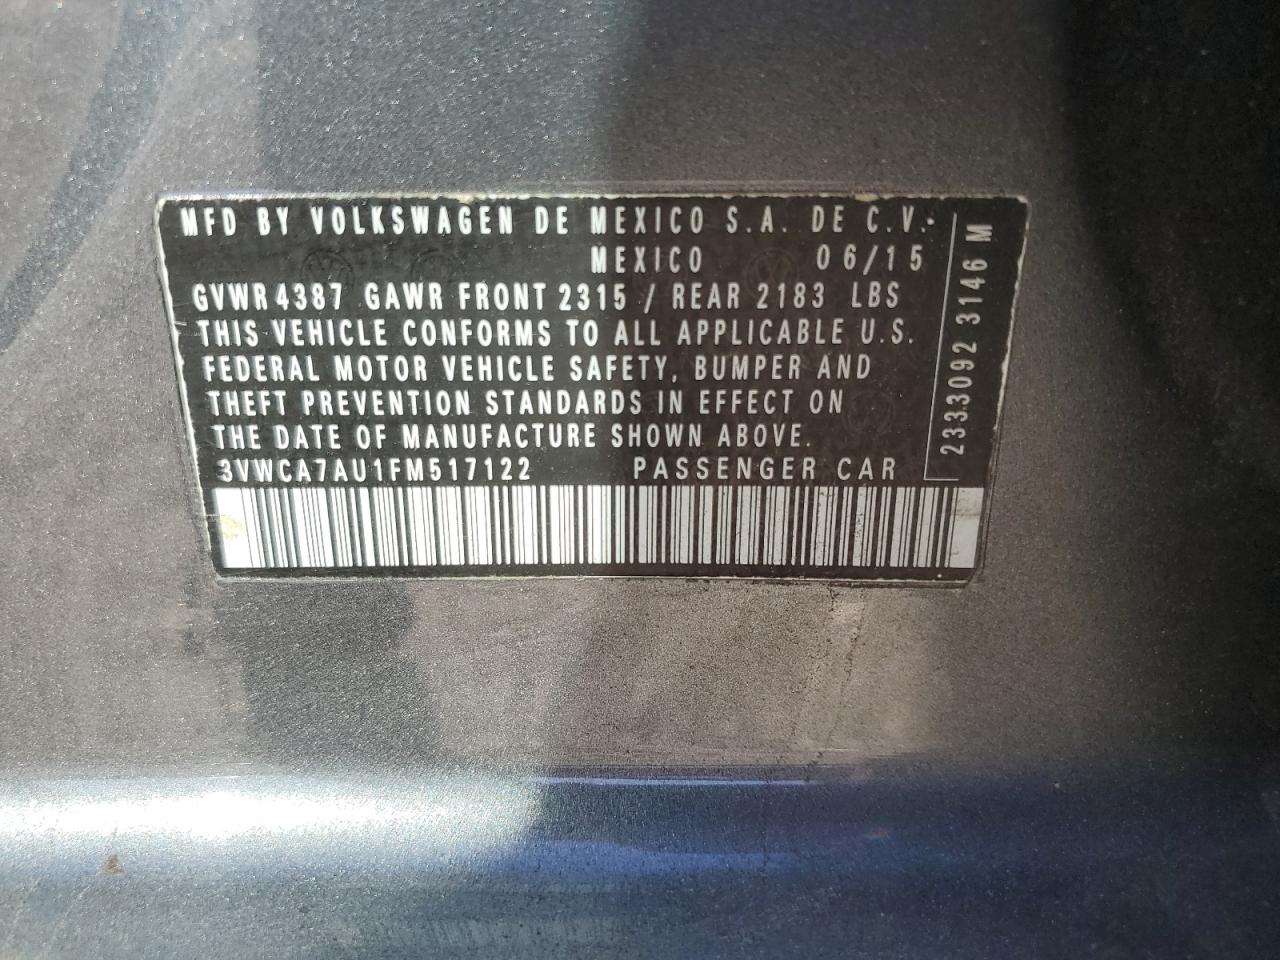 MFD BY VOLKSWAGEN DE MEXICO S.A. DE C.V.-
MEXICO 06/15
GVWR 4387 GAWR FRONT 2315 / REAR 2183 LBS
THIS VEHICLE CONFORMS TO ALL APPLICABLE U.S.
FEDERAL MOTOR VEHICLE SAFETY, BUMPER AND
THEFT PREVENTION STANDARDS IN EFFECT ON
THE DATE OF MANUFACTURE SHOWN ABOVE.
3VWCA7AU1FM517122 PASSENGER CAR
2333092 3146 M